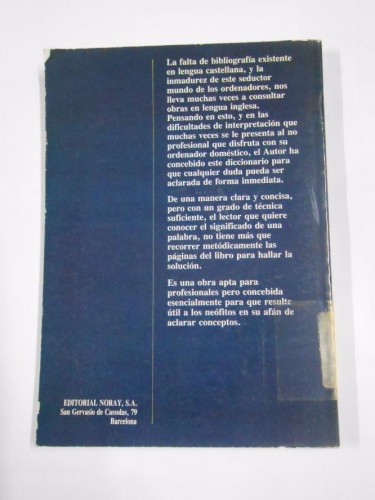 La falta de bibliografía existente
en lengua castellana, y la
inmadurez de este seductor
mundo de los ordenadores, nos
lleva muchas veces a consultar
obras en lengua inglesa.
Pensando en esto, y en las
dificultades de interpretación que
muchas veces se le presenta al no
profesional que disfruta con su
ordenador doméstico, el Autor ha
concebido este diccionario para
que cualquier duda pueda ser
aclarada de forma inmediata.
De una manera clara y concisa,
pero con un grado de técnica
suficiente, el lector que quiere
conocer el significado de una
palabra, no tiene más que
recorrer metódicamente las
páginas del libro para hallar la
solución.
Es una obra apta para
profesionales pero concebida
esencialmente para que resulte
útil a los neófitos en su afán de
aclarar conceptos.
EDITORIAL NORAY, S.A.
San Gervasio de Cassolas, 79
Barcelona